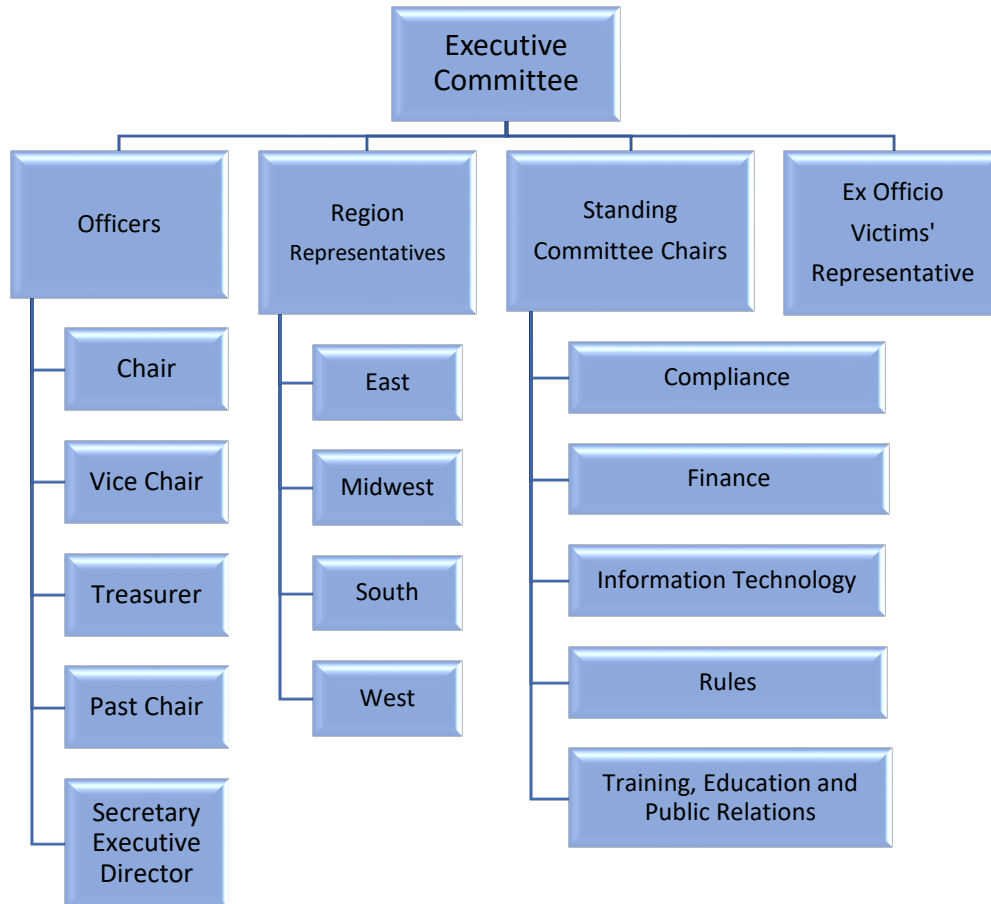 Executive
Committee
Officers
Region
Representatives
Standing
Committee Chairs
Ex Officio
Victims'
Representative
Chair
Vice Chair
Treasurer
Past Chair
Secretary
Executive
Director
East
Midwest
South
West
Compliance
Finance
Information Technology
Rules
Training, Education and
Public Relations